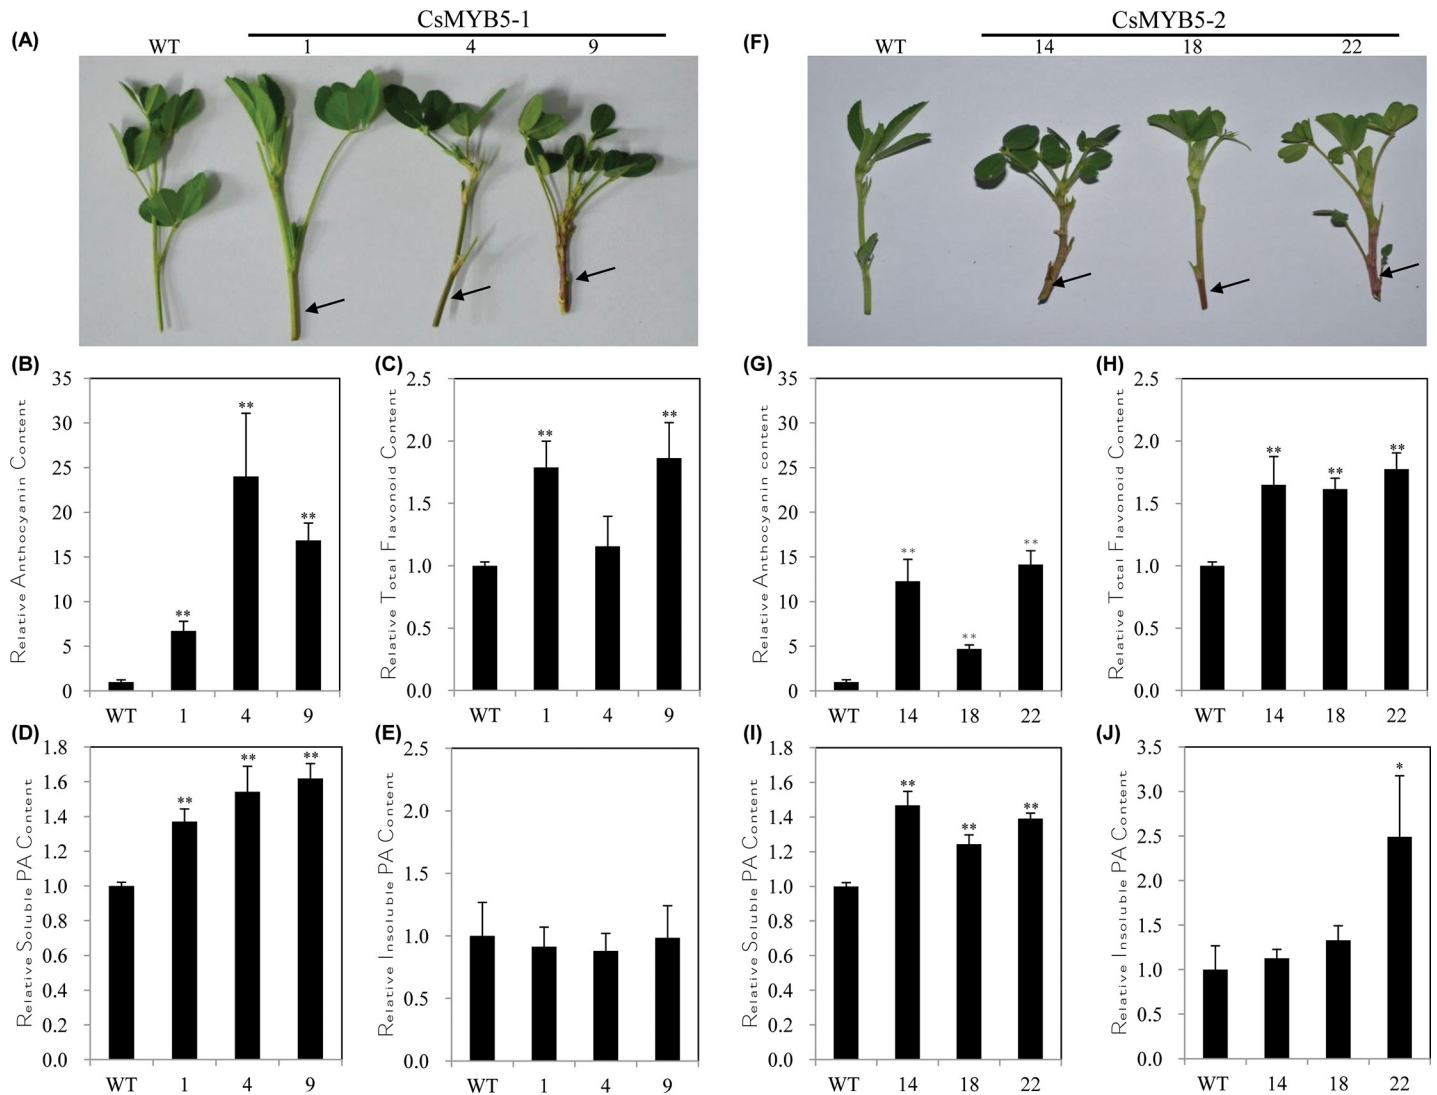 CsMYB5-1
(A) WT 1 4 9
CsMYB5-2
(F) WT 14 18 22
(B)
Relative Anthocyanin Content
35
30
25
20
15
10
5
0
** ** **
WT 1 4 9
(C)
Relative Total Flavonoid Content
2.5
2.0
1.5
1.0
0.5
0.0
** **
WT 1 4 9
(G)
Relative Anthocyanin content
35
30
25
20
15
10
5
0
** ** **
WT 14 18 22
(H)
Relative Total Flavonoid Content
2.5
2.0
1.5
1.0
0.5
0.0
** ** **
WT 14 18 22
(D)
Relative Soluble PA Content
1.8
1.6
1.4
1.2
1.0
0.8
0.6
0.4
0.2
0.0
** ** **
WT 1 4 9
(E)
Relative Insoluble PA Content
2.5
2.0
1.5
1.0
0.5
0.0
WT 1 4 9
(I)
Relative Soluble PA Content
1.8
1.6
1.4
1.2
1.0
0.8
0.6
0.4
0.2
0.0
** ** **
WT 14 18 22
(J)
Relative Insoluble PA Content
3.5
3.0
2.5
2.0
1.5
1.0
0.5
0.0
*
WT 14 18 22